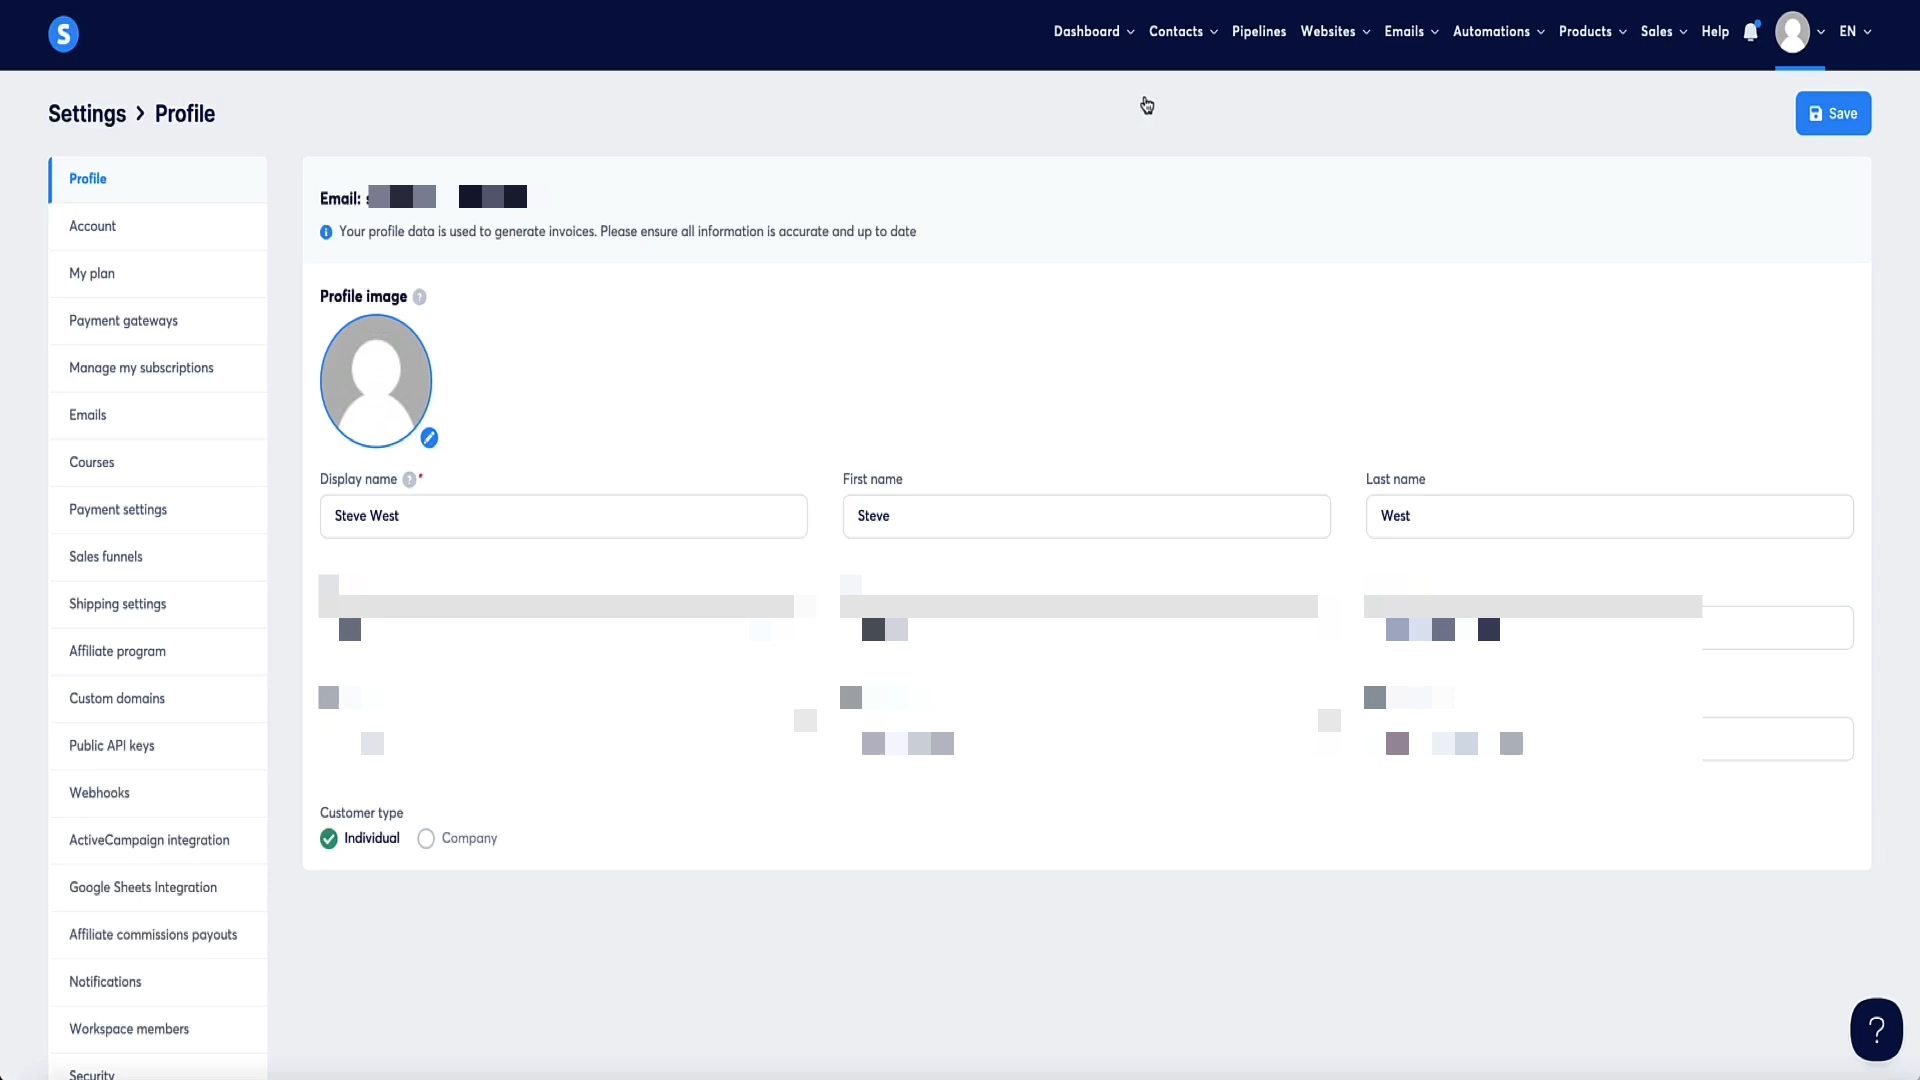 S
Dashboard Contacts Pipelines Websites Emails Automations Products Sales Help EN
Settings > Profile
Save
Profile
Account
My plan
Payment gateways
Manage my subscriptions
Emails
Courses
Payment settings
Sales funnels
Shipping settings
Affiliate program
Custom domains
Public API keys
Webhooks
ActiveCampaign integration
Google Sheets Integration
Affiliate commissions payouts
Notifications
Workspace members
Security
Email:
Your profile data is used to generate invoices. Please ensure all information is accurate and up to date
Profile image ?
Display name ? *
Steve West
First name
Steve
Last name
West
Customer type
Individual Company
?